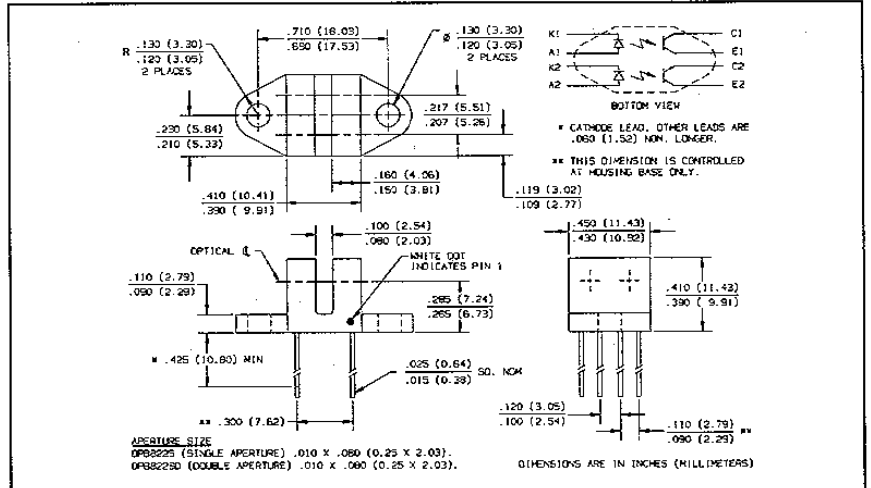 R .130 (3.30)
.120 (3.05)
2 PLACES
.710 (18.03)
.690 (17.53)
ø .130 (3.30)
.120 (3.05)
2 PLACES
K1
A1
K2
A2
C1
E1
C2
E2
BOTTOM VIEW
* CATHODE LEAD. OTHER LEADS ARE
.060 (1.52) NOM. LONGER.
** THIS DIMENSION IS CONTROLLED
AT HOUSING BASE ONLY.
.230 (5.84)
.210 (5.33)
.217 (5.51)
.207 (5.26)
.160 (4.06)
.150 (3.81)
.119 (3.02)
.109 (2.77)
.410 (10.41)
.390 ( 9.91)
.100 (2.54)
.080 (2.03)
.450 (11.43)
.430 (10.92)
OPTICAL ℄
WHITE DOT
INDICATES PIN 1
.110 (2.79)
.090 (2.29)
.285 (7.24)
.265 (6.73)
.410 (11.43)
.390 ( 9.91)
* .425 (10.80) MIN
.025 (0.64)
.015 (0.38) SQ. NOM
** .300 (7.62)
.120 (3.05)
.100 (2.54)
.110 (2.79)
.090 (2.29) **
APERTURE SIZE
OPB822S (SINGLE APERTURE) .010 X .080 (0.25 X 2.03).
OPB822SD (DOUBLE APERTURE) .010 X .080 (0.25 X 2.03).
DIMENSIONS ARE IN INCHES (MILLIMETERS)